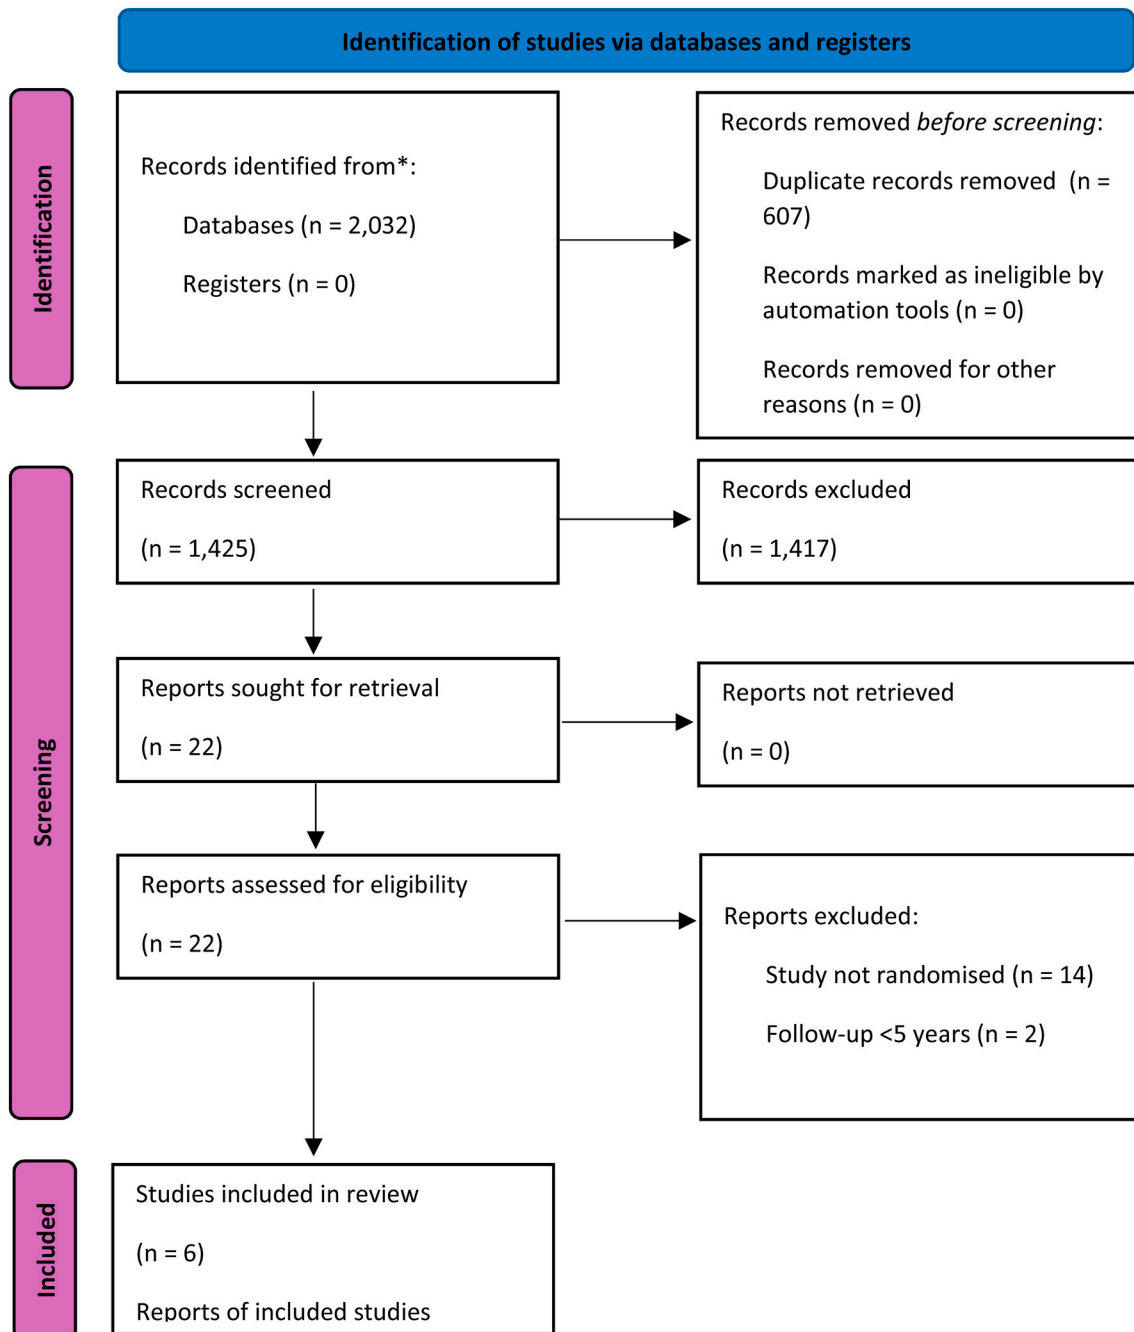 Identification of studies via databases and registers
Identification
Records identified from*:
Databases (n = 2,032)
Registers (n = 0)
Records removed before screening:
Duplicate records removed (n =
607)
Records marked as ineligible by
automation tools (n = 0)
Records removed for other
reasons (n = 0)
Screening
Records screened
(n = 1,425)
Records excluded
(n = 1,417)
Reports sought for retrieval
(n = 22)
Reports not retrieved
(n = 0)
Reports assessed for eligibility
(n = 22)
Reports excluded:
Study not randomised (n = 14)
Follow-up <5 years (n = 2)
Included
Studies included in review
(n = 6)
Reports of included studies